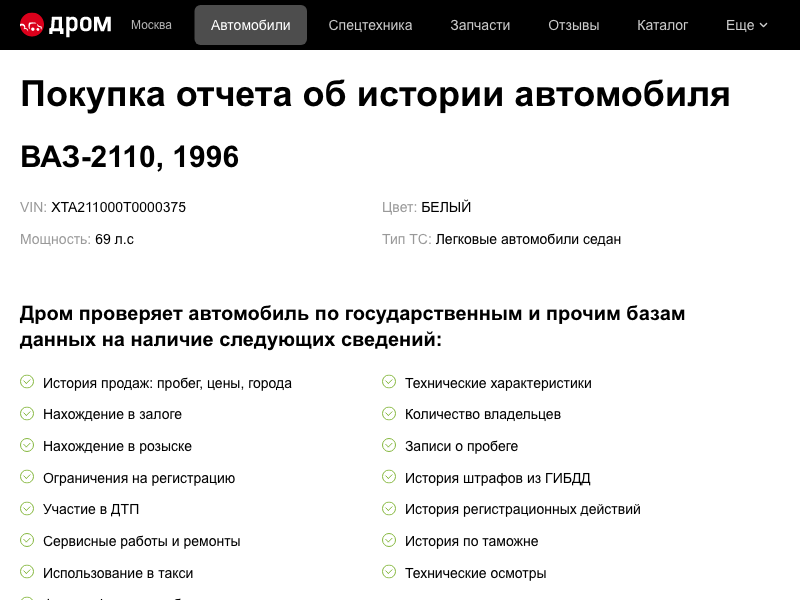 дром Москва Автомобили Спецтехника Запчасти Отзывы Каталог Еще
Покупка отчета об истории автомобиля
ВАЗ-2110, 1996
VIN: XTA211000T0000375 Цвет: БЕЛЫЙ
Мощность: 69 л.с Тип ТС: Легковые автомобили седан
Дром проверяет автомобиль по государственным и прочим базам
данных на наличие следующих сведений:
История продаж: пробег, цены, города Технические характеристики
Нахождение в залоге Количество владельцев
Нахождение в розыске Записи о пробеге
Ограничения на регистрацию История штрафов из ГИБДД
Участие в ДТП История регистрационных действий
Сервисные работы и ремонты История по таможне
Использование в такси Технические осмотры